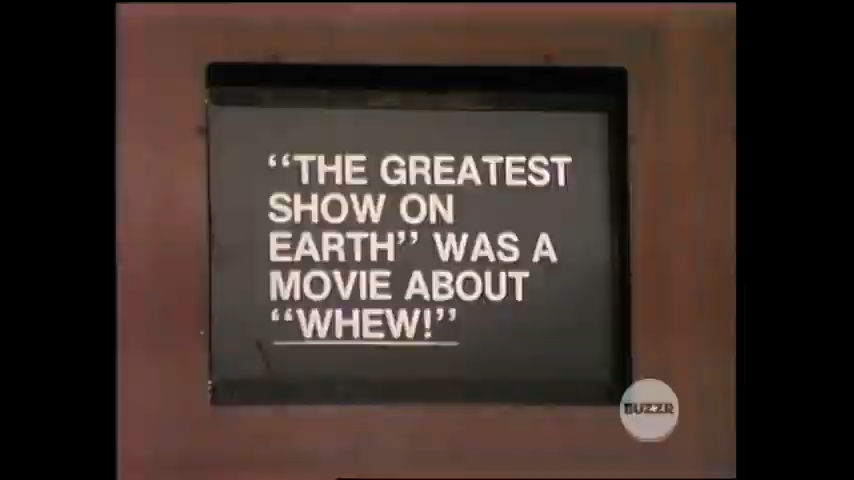 “THE GREATEST
SHOW ON
EARTH” WAS A
MOVIE ABOUT
“WHEW!”
BUZZR